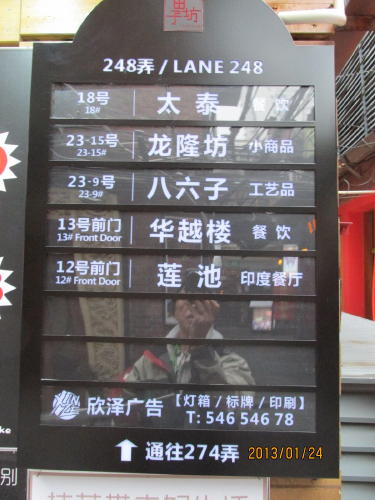 田子坊
248弄 / LANE 248
18号 太泰 餐饮
18#
23-15号 龙隆坊 小商品
23-15#
23-9号 八六子 工艺品
23-9#
13号前门 华越楼 餐饮
13# Front Door
12号前门 莲池 印度餐厅
12# Front Door
欣泽广告 【灯箱 / 标牌 / 印刷】
T: 546 546 78
通往274弄
2013/01/24
ke
别